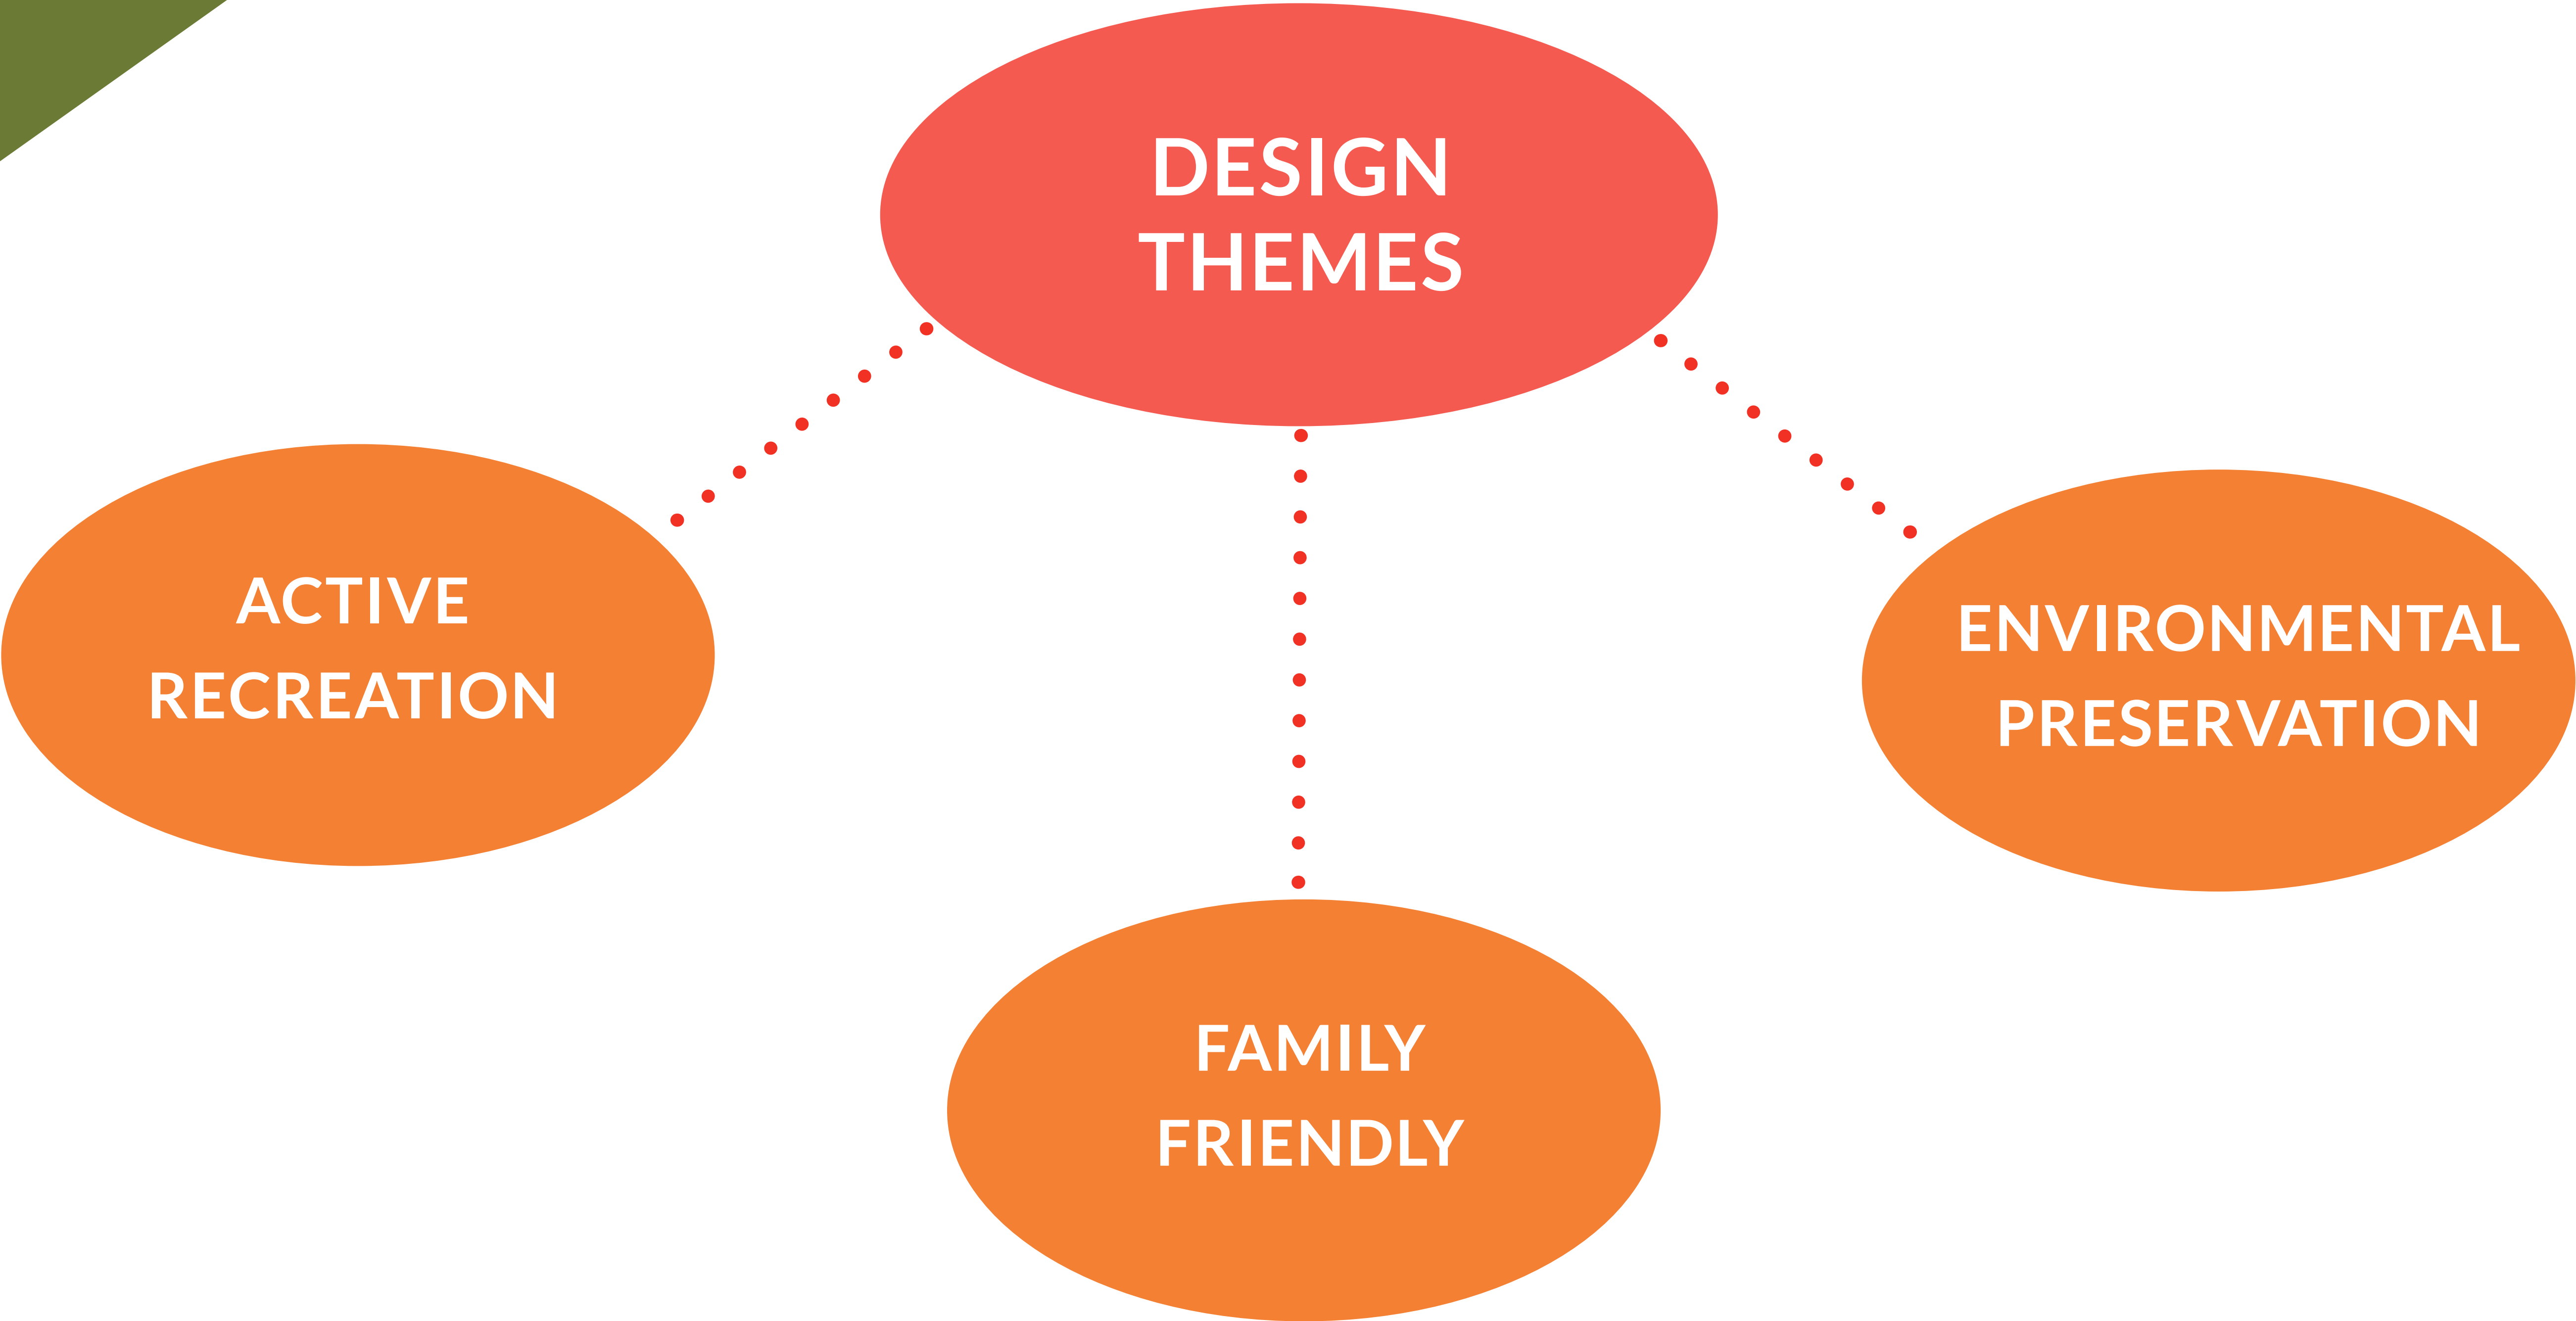 DESIGN
THEMES
ACTIVE
RECREATION
ENVIRONMENTAL
PRESERVATION
FAMILY
FRIENDLY